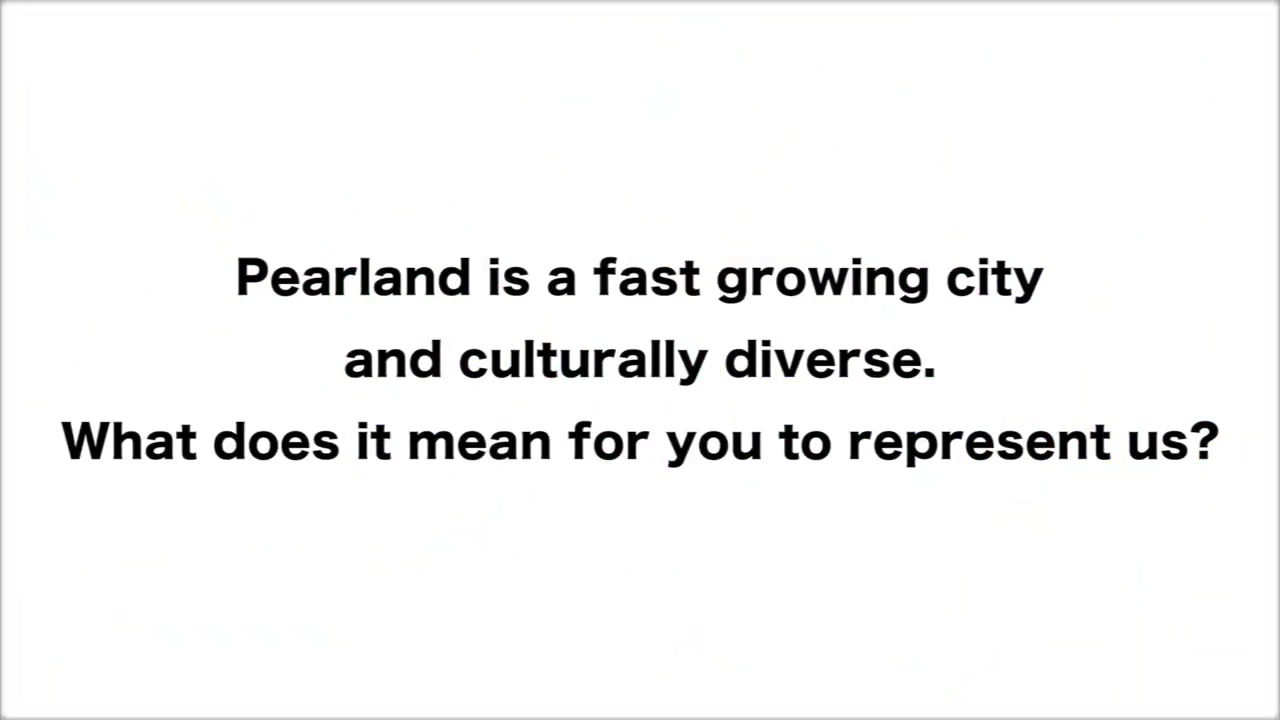 Pearland is a fast growing city
and culturally diverse.
What does it mean for you to represent us?